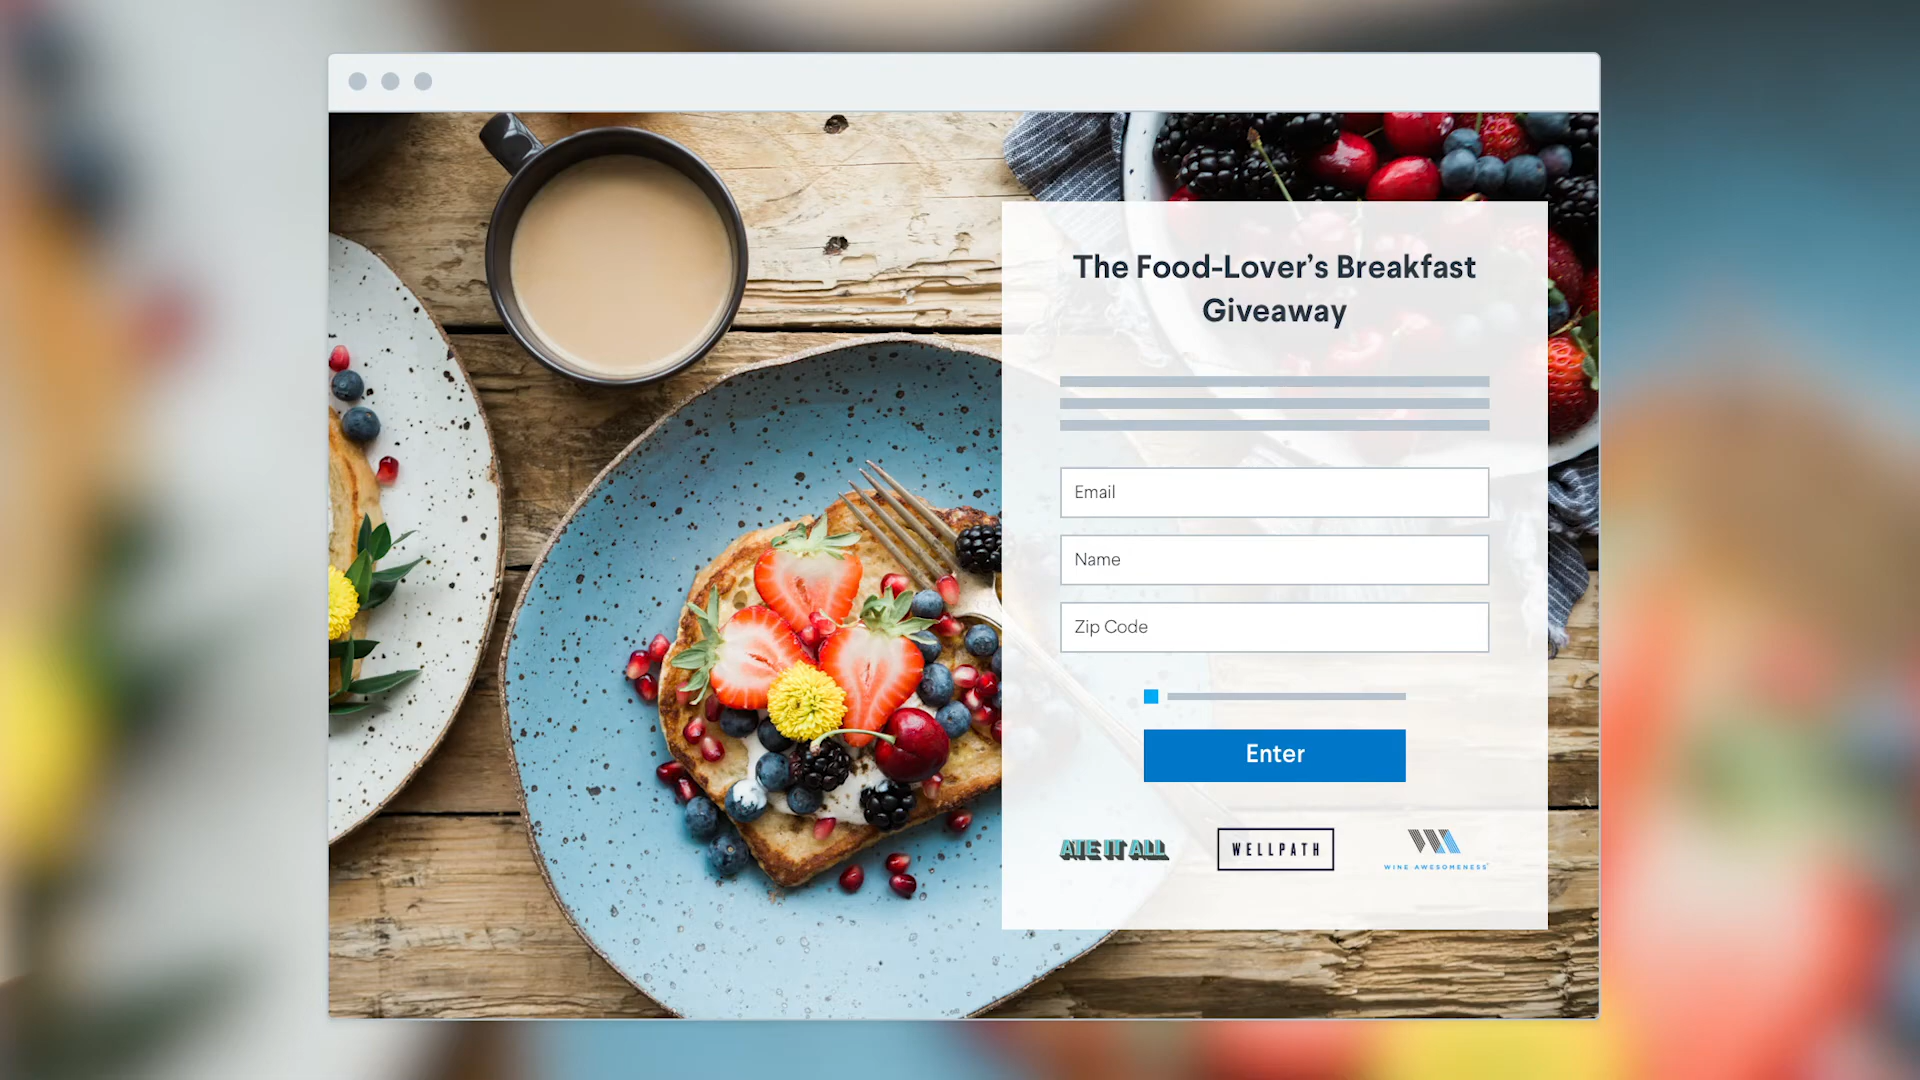 The Food-Lover’s Breakfast
Giveaway
Email
Name
Zip Code
Enter
ATE IT ALL
WELLPATH
WINE AWESOMENESS